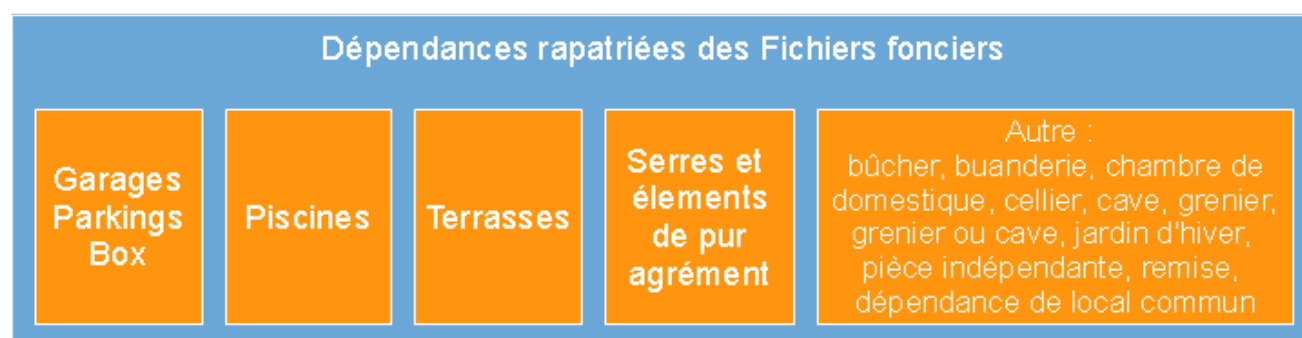 Dépendances rapatriées des Fichiers fonciers
Garages
Parkings
Box
Piscines
Terrasses
Serres et
élements
de pur
agrément
Autre :
bûcher, buanderie, chambre de
domestique, cellier, cave, grenier,
grenier ou cave, jardin d'hiver,
pièce indépendante, remise,
dépendance de local commun